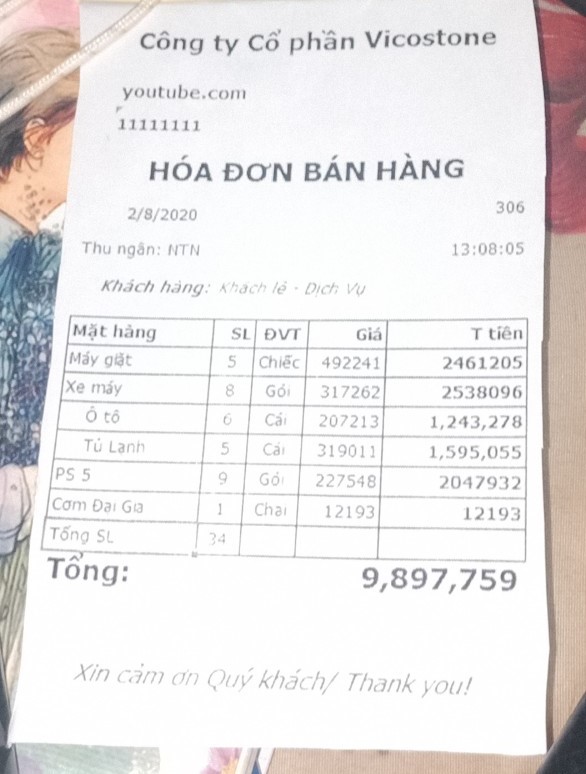 Công ty Cổ phần Vicostone
youtube.com
11111111
HÓA ĐƠN BÁN HÀNG
2/8/2020 306
Thu ngân: NTN 13:08:05
Khách hàng: Khách lẻ - Dịch Vụ
Mặt hàng SL ĐVT Giá T tiền
Máy giặt 5 Chiếc 492241 2461205
Xe máy 8 Gói 317262 2538096
Ô tô 6 Cái 207213 1,243,278
Tủ Lạnh 5 Cái 319011 1,595,055
PS 5 9 Gói 227548 2047932
Cơm Đại Gia 1 Chai 12193 12193
Tổng SL 34
Tổng: 9,897,759
Xin cảm ơn Quý khách/ Thank you!